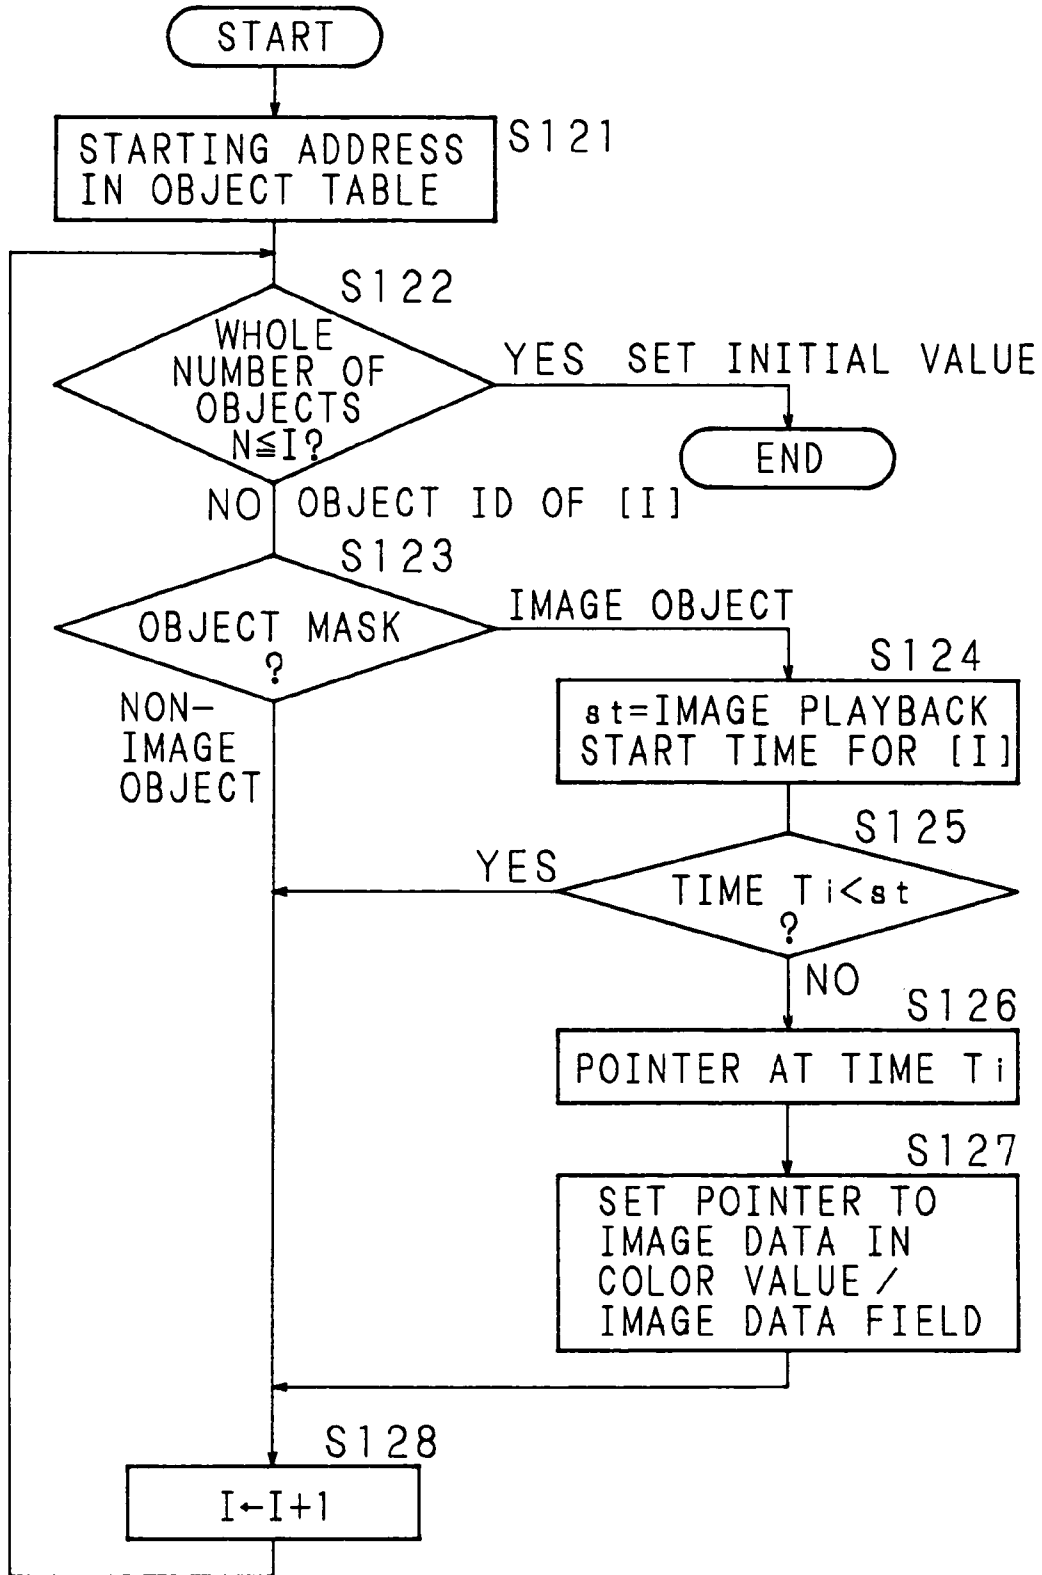 START
STARTING ADDRESS
IN OBJECT TABLE
S121
S122
WHOLE
NUMBER OF
OBJECTS
N≦I?
YES SET INITIAL VALUE
END
NO OBJECT ID OF [I]
S123
OBJECT MASK
?
IMAGE OBJECT
NON-
IMAGE
OBJECT
S124
st=IMAGE PLAYBACK
START TIME FOR [I]
S125
YES
TIME Ti<st
?
NO
S126
POINTER AT TIME Ti
S127
SET POINTER TO
IMAGE DATA IN
COLOR VALUE/
IMAGE DATA FIELD
S128
I←I+1